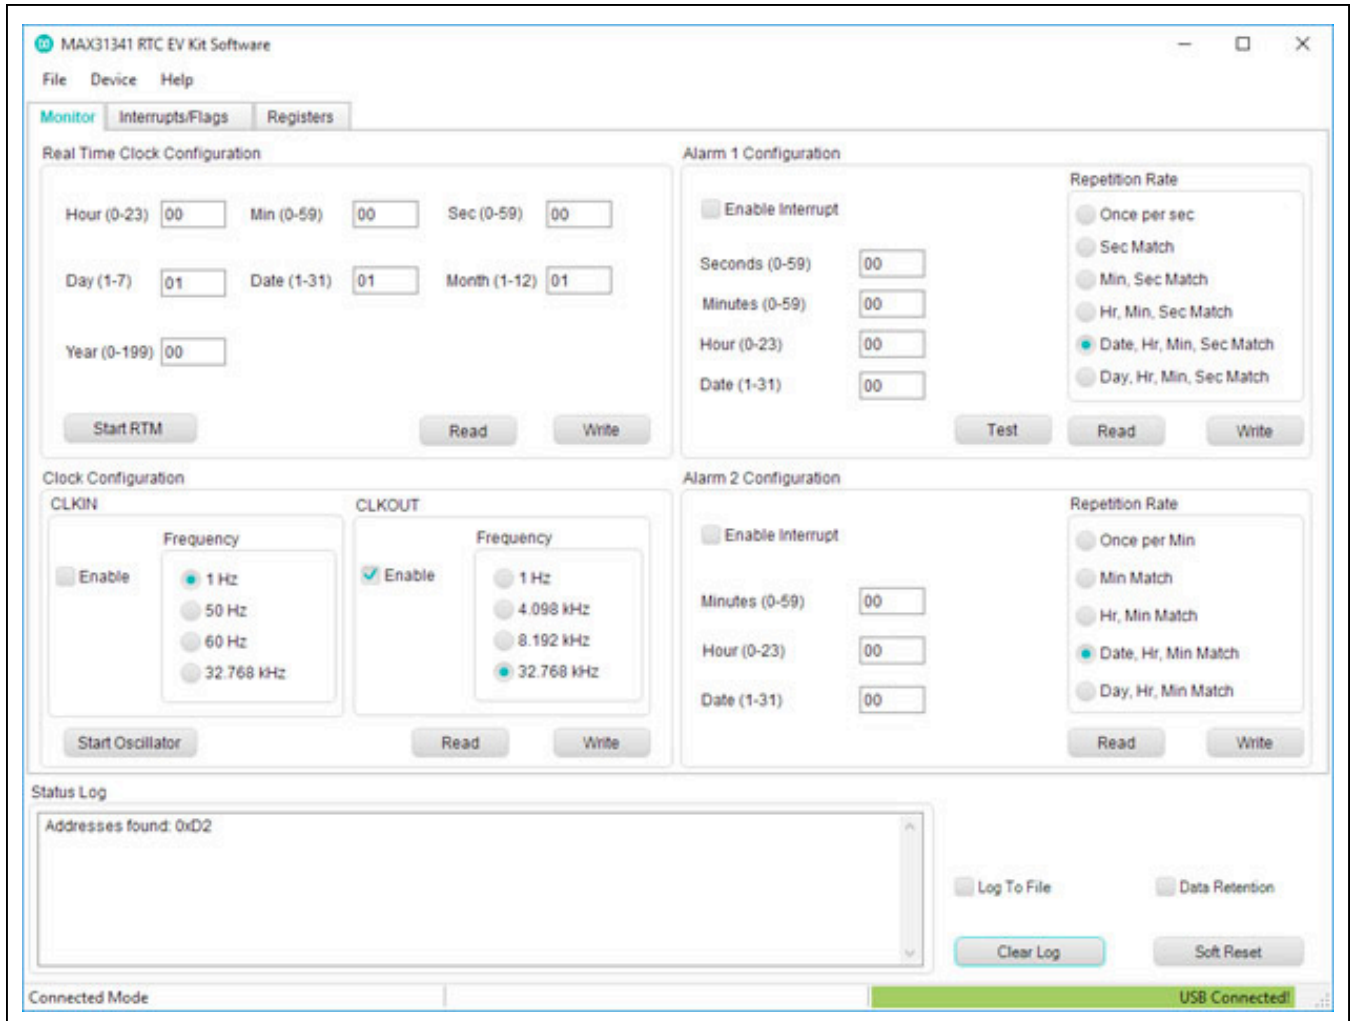 MAX31341 RTC EV Kit Software
File Device Help
Monitor Interrupts/Flags Registers
Real Time Clock Configuration
Hour (0-23) 00 Min (0-59) 00 Sec (0-59) 00
Day (1-7) 01 Date (1-31) 01 Month (1-12) 01
Year (0-199) 00
Start RTM Read Write
Alarm 1 Configuration
Enable Interrupt
Seconds (0-59) 00
Minutes (0-59) 00
Hour (0-23) 00
Date (1-31) 00
Repetition Rate
Once per sec
Sec Match
Min, Sec Match
Hr, Min, Sec Match
Date, Hr, Min, Sec Match
Day, Hr, Min, Sec Match
Test Read Write
Clock Configuration
CLKIN
Frequency
Enable
1 Hz
50 Hz
60 Hz
32.768 kHz
CLKOUT
Frequency
Enable
1 Hz
4.098 kHz
8.192 kHz
32.768 kHz
Start Oscillator Read Write
Alarm 2 Configuration
Enable Interrupt
Minutes (0-59) 00
Hour (0-23) 00
Date (1-31) 00
Repetition Rate
Once per Min
Min Match
Hr, Min Match
Date, Hr, Min Match
Day, Hr, Min Match
Read Write
Status Log
Addresses found: 0xD2
Log To File Data Retention
Clear Log Soft Reset
Connected Mode USB Connected!